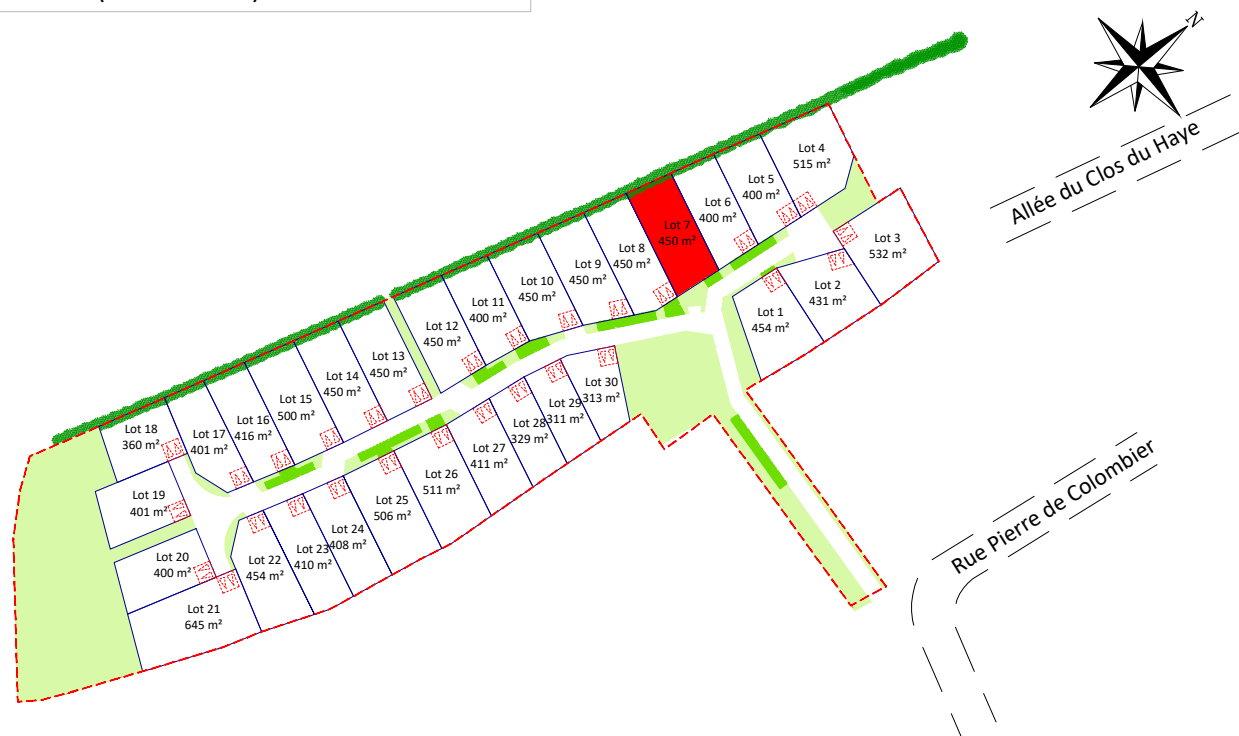 N
Allée du Clos du Haye
Lot 4
515 m²
Lot 5
400 m²
Lot 6
400 m²
Lot 7
450 m²
Lot 8
450 m²
Lot 9
450 m²
Lot 10
450 m²
Lot 11
400 m²
Lot 12
450 m²
Lot 13
450 m²
Lot 14
450 m²
Lot 15
500 m²
Lot 16
416 m²
Lot 17
401 m²
Lot 18
360 m²
Lot 19
401 m²
Lot 20
400 m²
Lot 21
645 m²
Lot 22
454 m²
Lot 23
410 m²
Lot 24
408 m²
Lot 25
506 m²
Lot 26
511 m²
Lot 27
411 m²
Lot 28
329 m²
Lot 29
311 m²
Lot 30
313 m²
Lot 1
454 m²
Lot 2
431 m²
Lot 3
532 m²
Rue Pierre de Colombier